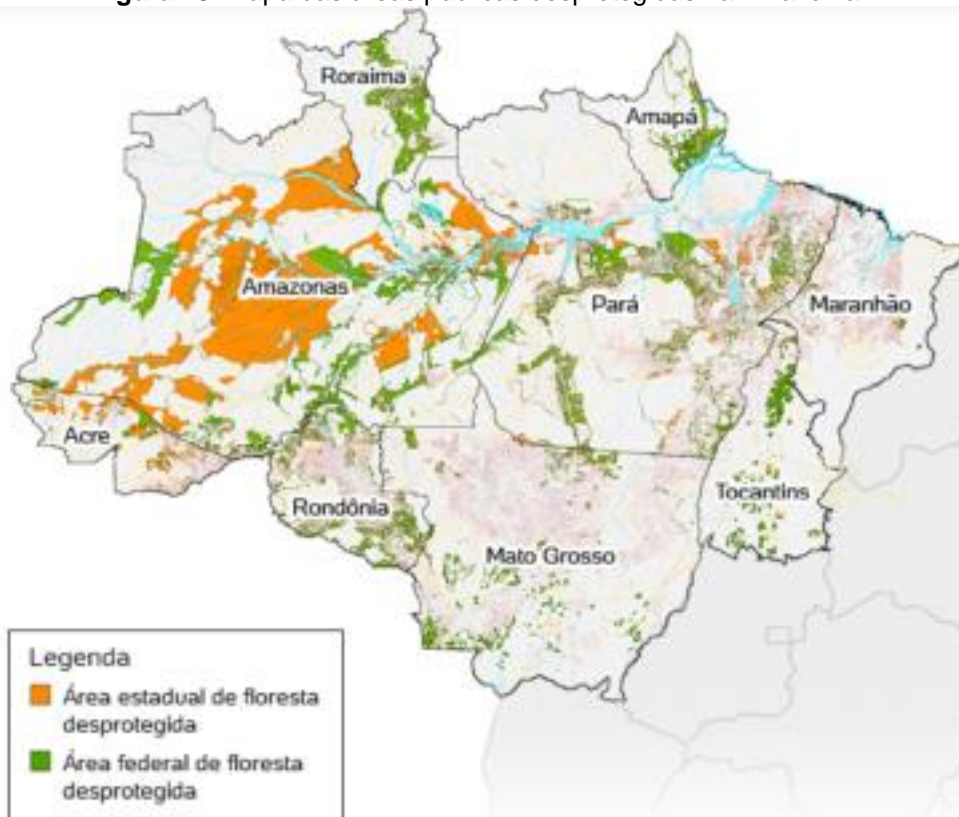 Roraima
Amapá
Amazonas
Pará
Maranhão
Acre
Tocantins
Rondônia
Mato Grosso
Legenda
Área estadual de floresta
desprotegida
Área federal de floresta
desprotegida